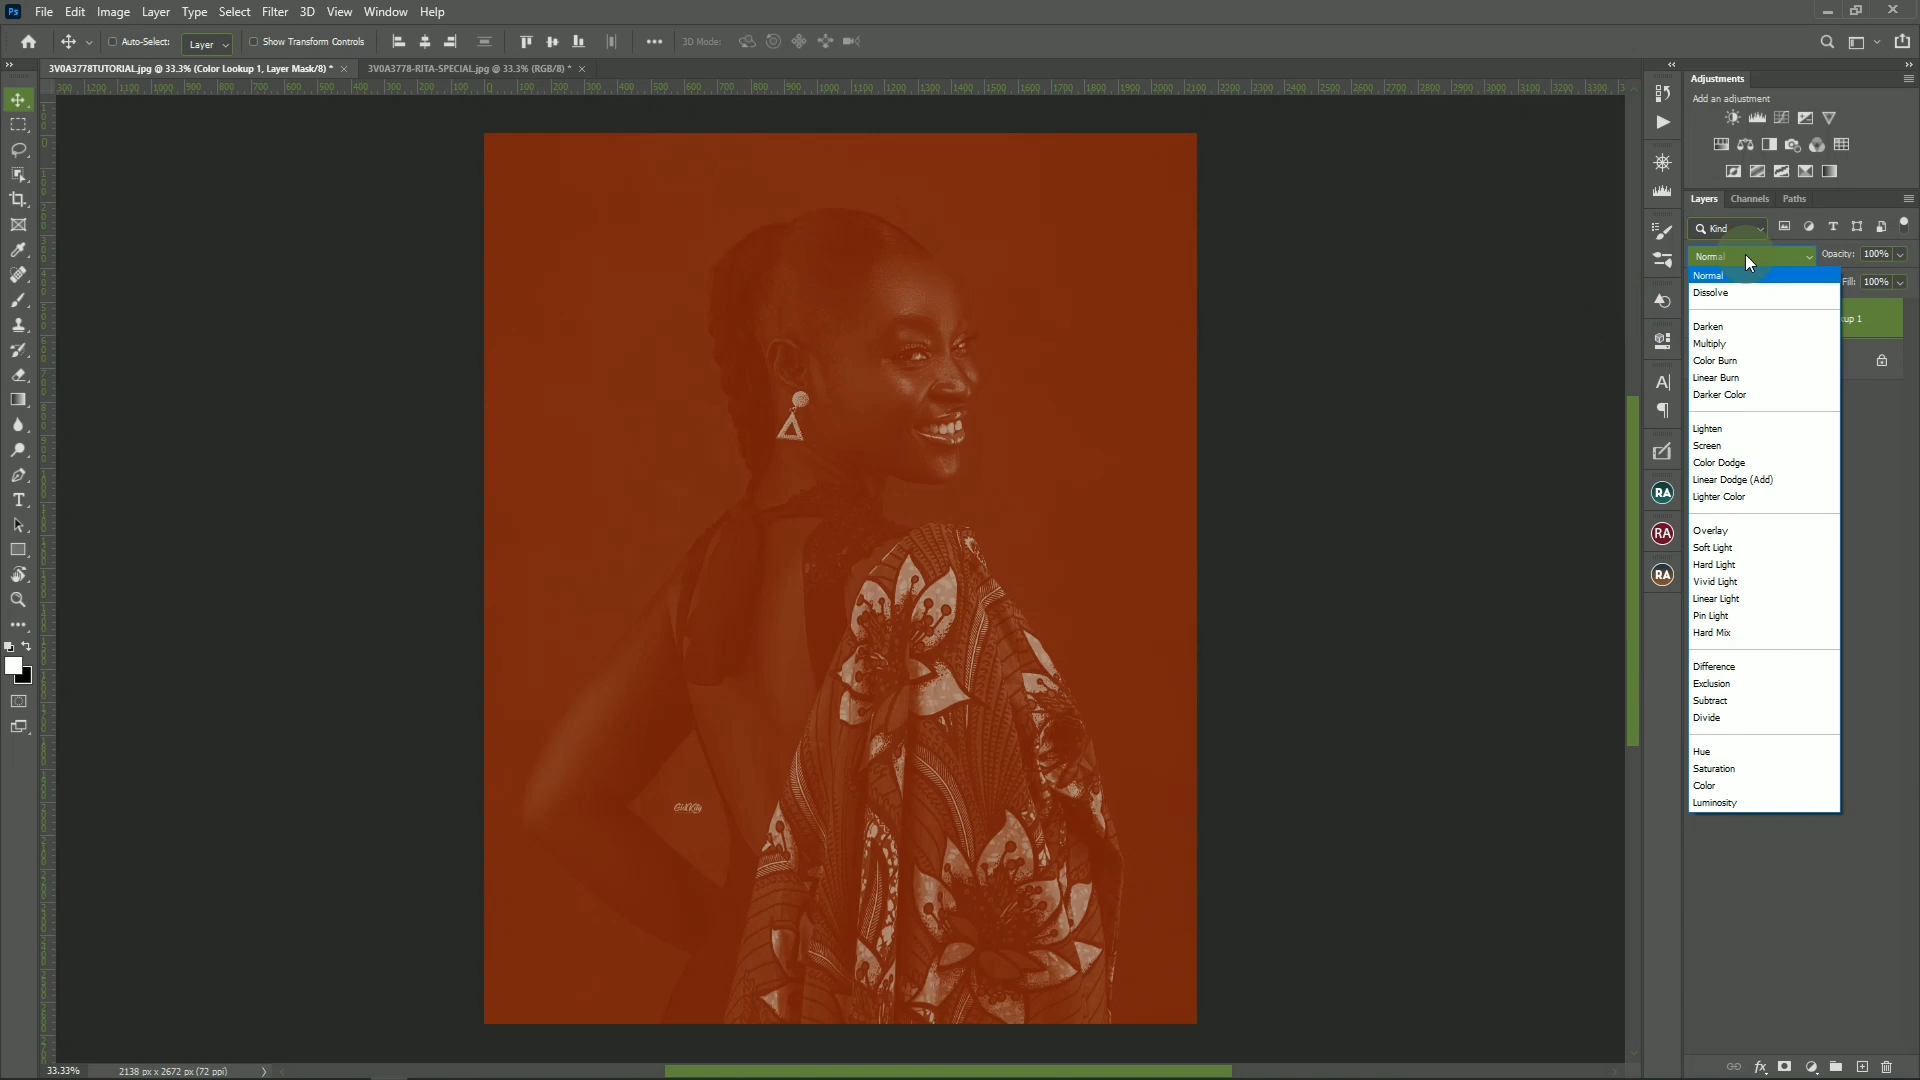 Ps File Edit Image Layer Type Select Filter 3D View Window Help
Auto-Select: Layer Show Transform Controls 3D Mode:
3V0A3778TUTORIAL.jpg @ 33.3% (Color Lookup 1, Layer Mask/8) *
3V0A3778-RITA-SPECIAL.jpg @ 33.3% (RGB/8) *
Adjustments
Add an adjustment
Layers Channels Paths
Kind
Normal Opacity: 100%
Fill: 100%
Normal
Dissolve
kup 1
Darken
Multiply
Color Burn
Linear Burn
Darker Color
Lighten
Screen
Color Dodge
Linear Dodge (Add)
Lighter Color
Overlay
Soft Light
Hard Light
Vivid Light
Linear Light
Pin Light
Hard Mix
Difference
Exclusion
Subtract
Divide
Hue
Saturation
Color
Luminosity
RA
RA
RA
33.33% 2138 px x 2672 px (72 ppi)